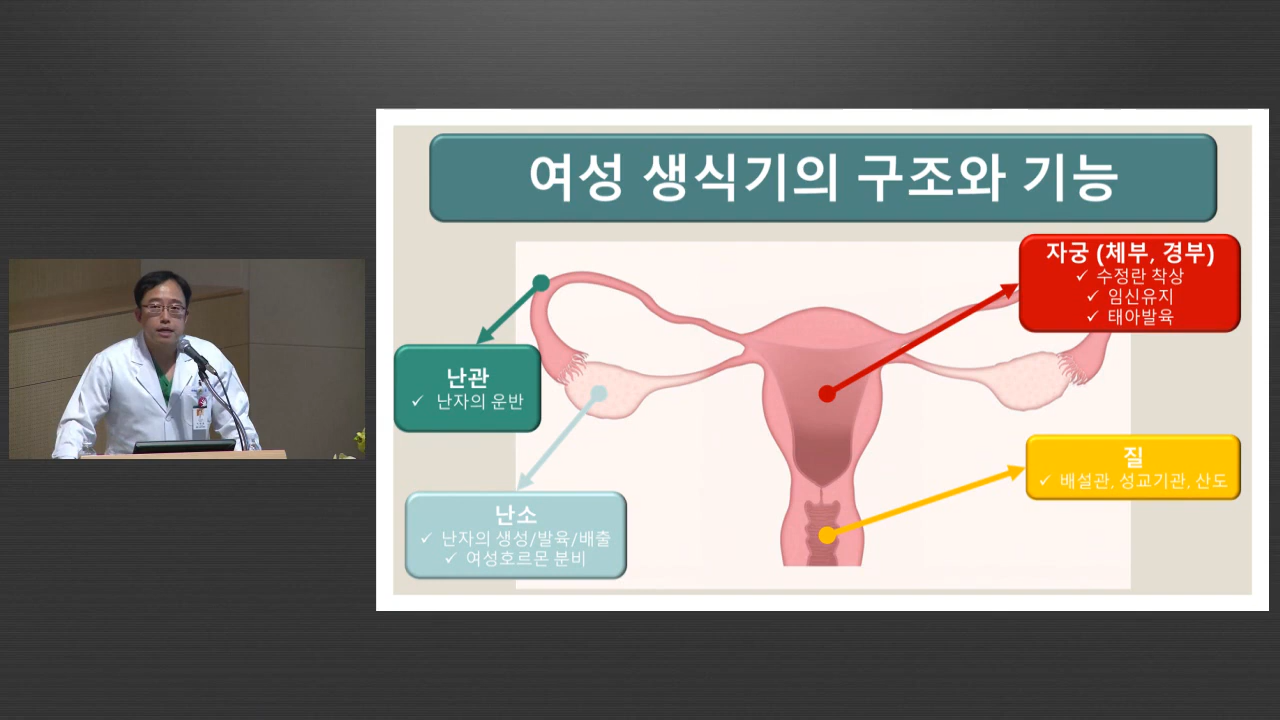 여성 생식기의 구조와 기능
자궁 (체부, 경부)
✓ 수정란 착상
✓ 임신유지
✓ 태아발육
난관
✓ 난자의 운반
질
✓ 배설관, 성교기관, 산도
난소
✓ 난자의 생성/발육/배출
✓ 여성호르몬 분비